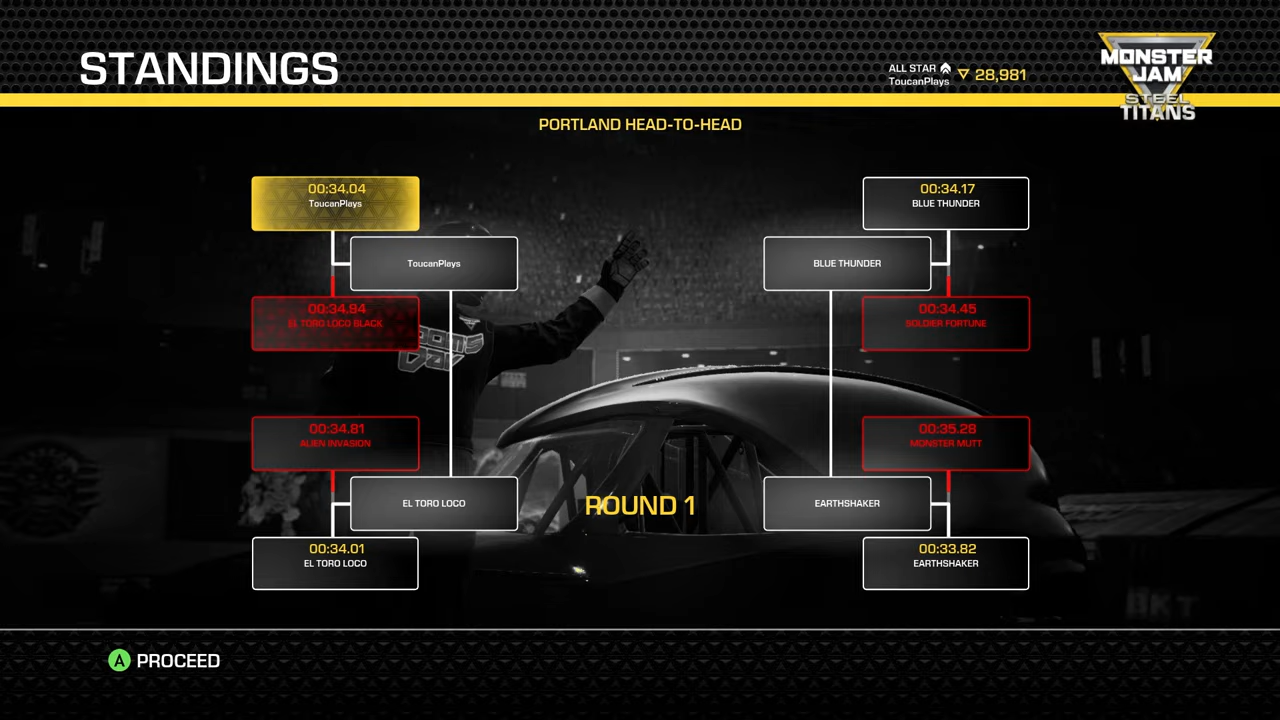 STANDINGS
ALL STAR
ToucanPlays
28,981
MONSTER
JAM
STEEL
TITANS
PORTLAND HEAD-TO-HEAD
00:34.04
ToucanPlays
00:34.17
BLUE THUNDER
ToucanPlays
BLUE THUNDER
00:34.94
EL TORO LOCO BLACK
00:34.45
SOLDIER FORTUNE
00:34.81
ALIEN INVASION
00:35.28
MONSTER MUTT
EL TORO LOCO
ROUND 1
EARTHSHAKER
00:34.01
EL TORO LOCO
00:33.82
EARTHSHAKER
A PROCEED